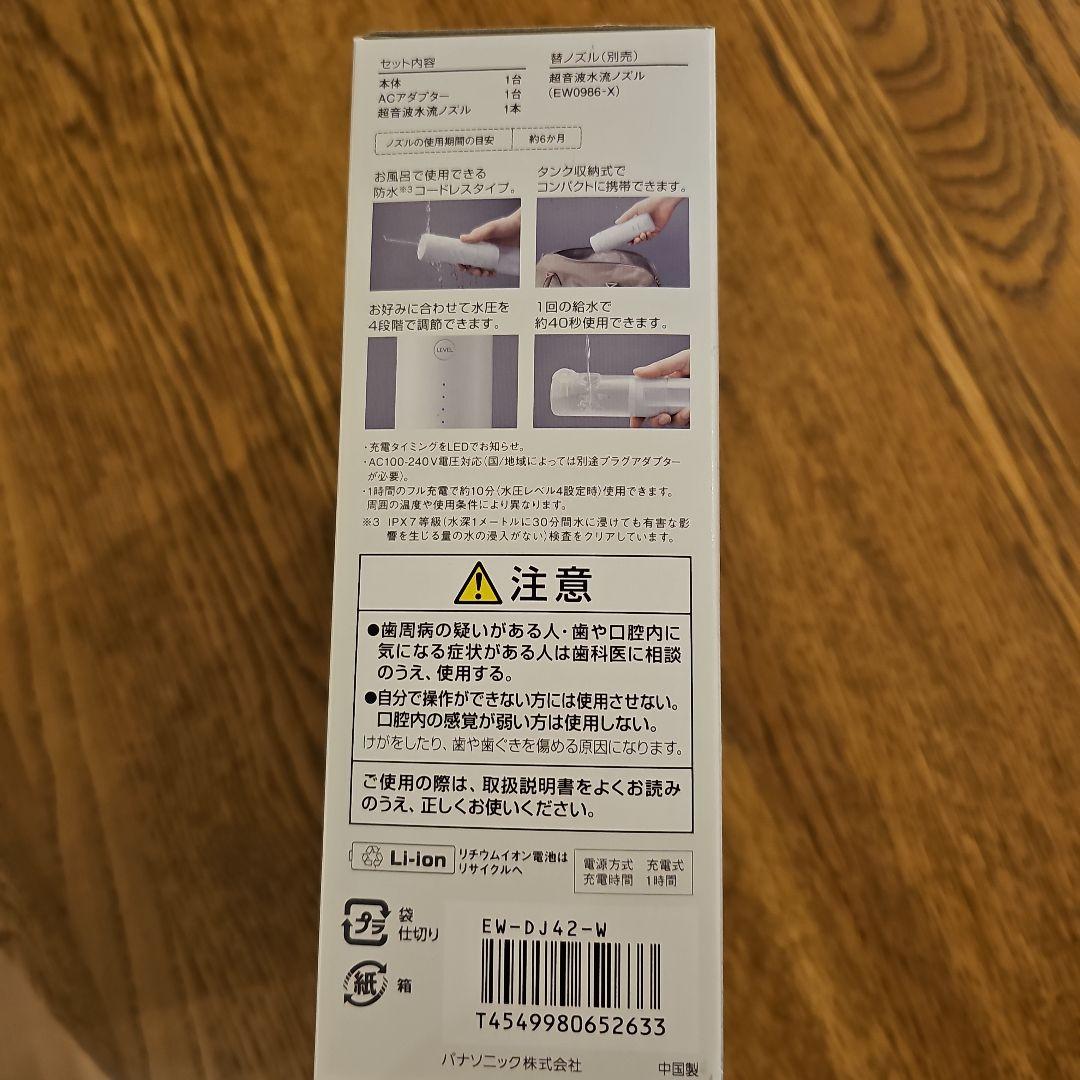 セット内容
本体 1台
ACアダプター 1台
超音波水流ノズル 1本
替ノズル(別売)
超音波水流ノズル
(EW0986-X)
ノズルの使用期間の目安 約6か月
お風呂で使用できる
防水※3コードレスタイプ。
タンク収納式で
コンパクトに携帯できます。
お好みに合わせて水圧を
4段階で調節できます。
1回の給水で
約40秒使用できます。
LEVEL
・充電タイミングをLEDでお知らせ。
・AC100-240V電圧対応(国/地域によっては別途プラグアダプター
が必要)。
・1時間のフル充電で約10分(水圧レベル4設定時)使用できます。
周囲の温度や使用条件により異なります。
※3 IPX7等級(水深1メートルに30分間水に浸けても有害な影
響を生じる量の水の浸入がない)検査をクリアしています。
注意
●歯周病の疑いがある人・歯や口腔内に
気になる症状がある人は歯科医に相談
のうえ、使用する。
●自分で操作ができない方には使用させない。
口腔内の感覚が弱い方は使用しない。
けがをしたり、歯や歯ぐきを傷める原因になります。
ご使用の際は、取扱説明書をよくお読み
のうえ、正しくお使いください。
Li-ion
リチウムイオン電池は
リサイクルへ
電源方式 充電式
充電時間 1時間
プラ
袋
仕切り
紙
箱
EW-DJ42-W
T4549980652633
パナソニック株式会社
中国製